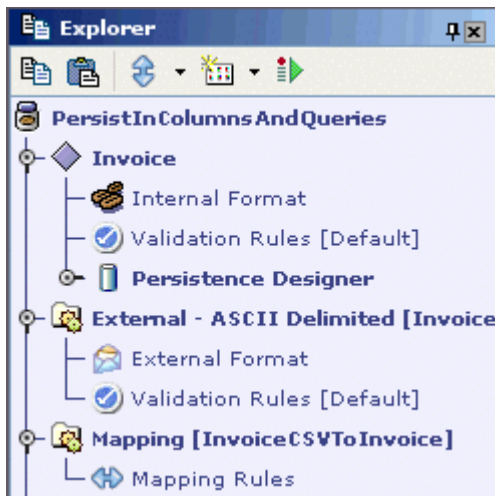 Explorer
PersistInColumnsAndQueries
Invoice
Internal Format
Validation Rules [Default]
Persistence Designer
External - ASCII Delimited [Invoice
External Format
Validation Rules [Default]
Mapping [InvoiceCSVToInvoice]
Mapping Rules